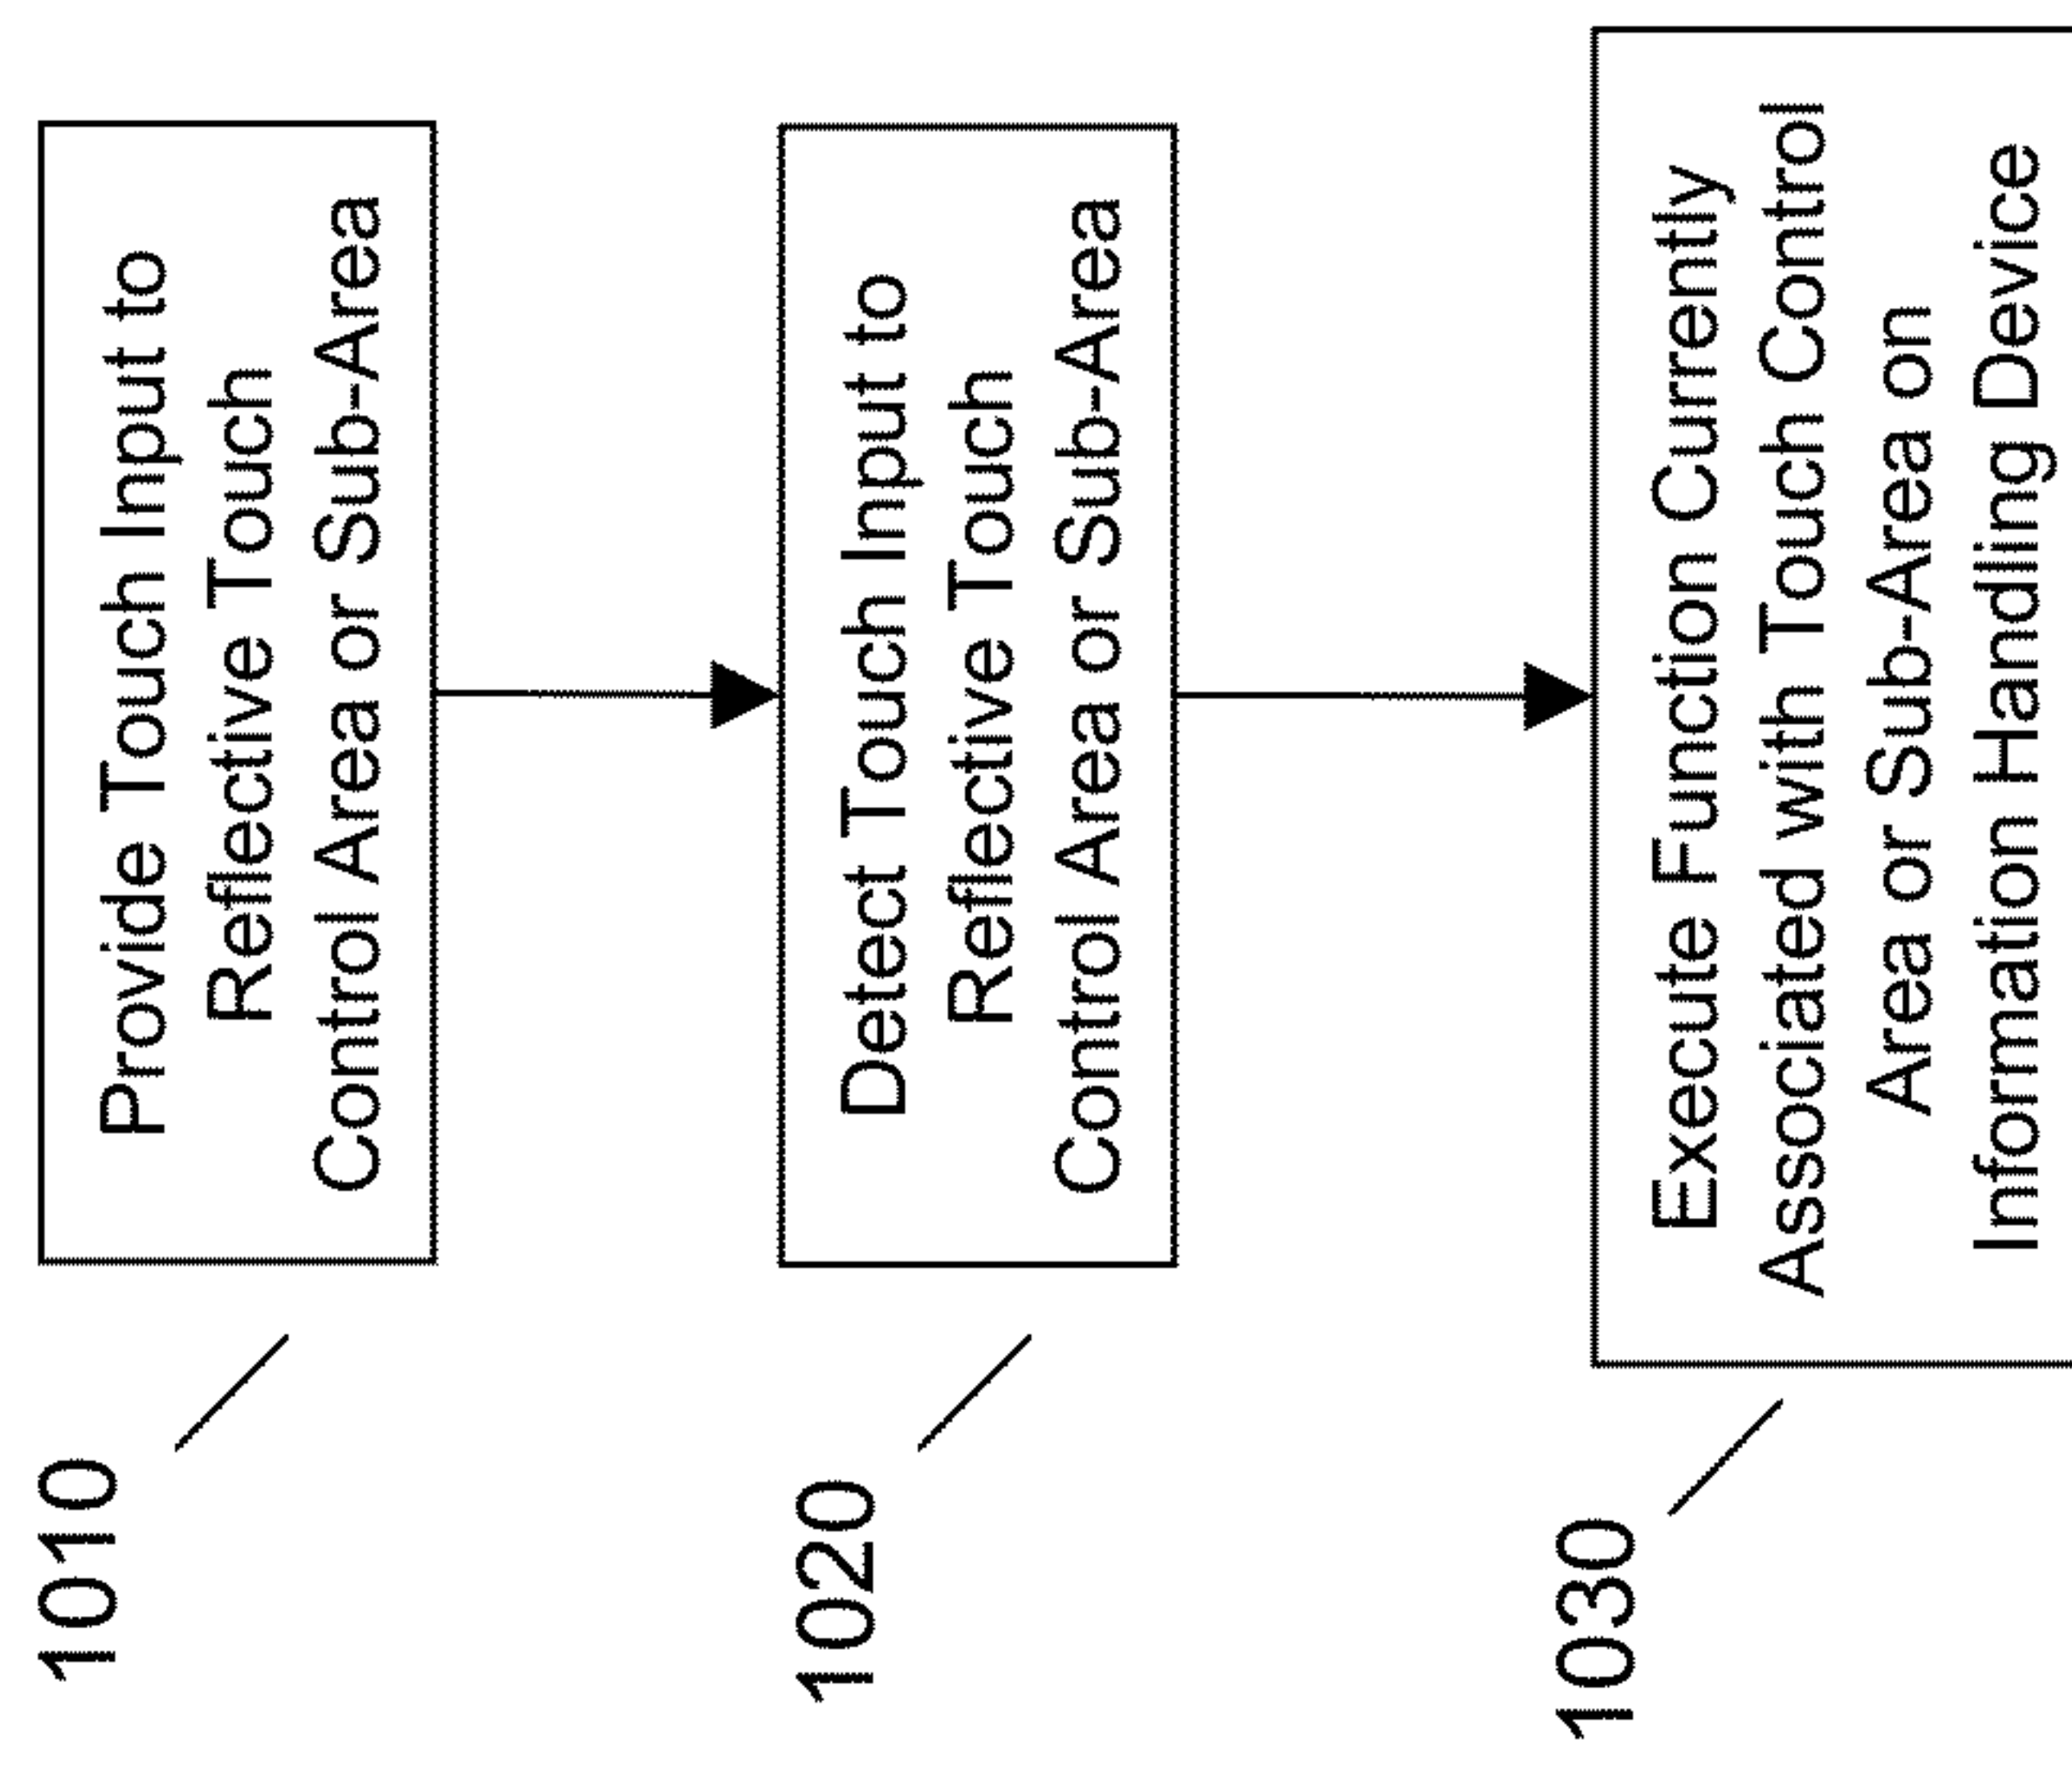 1010
Provide Touch Input to
Reflective Touch
Control Area or Sub-Area
1020
Detect Touch Input to
Reflective Touch
Control Area or Sub-Area
1030
Execute Function Currently
Associated with Touch Control
Area or Sub-Area on
Information Handling Device